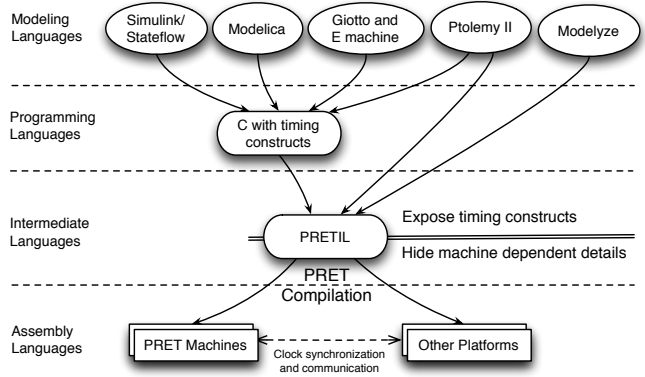 Modeling
Languages
Simulink/
Stateflow
Modelica
Giotto and
E machine
Ptolemy II
Modelyze
Programming
Languages
C with timing
constructs
Intermediate
Languages
PRETIL
Expose timing constructs
Hide machine dependent details
PRET
Compilation
Assembly
Languages
PRET Machines
Clock synchronization
and communication
Other Platforms